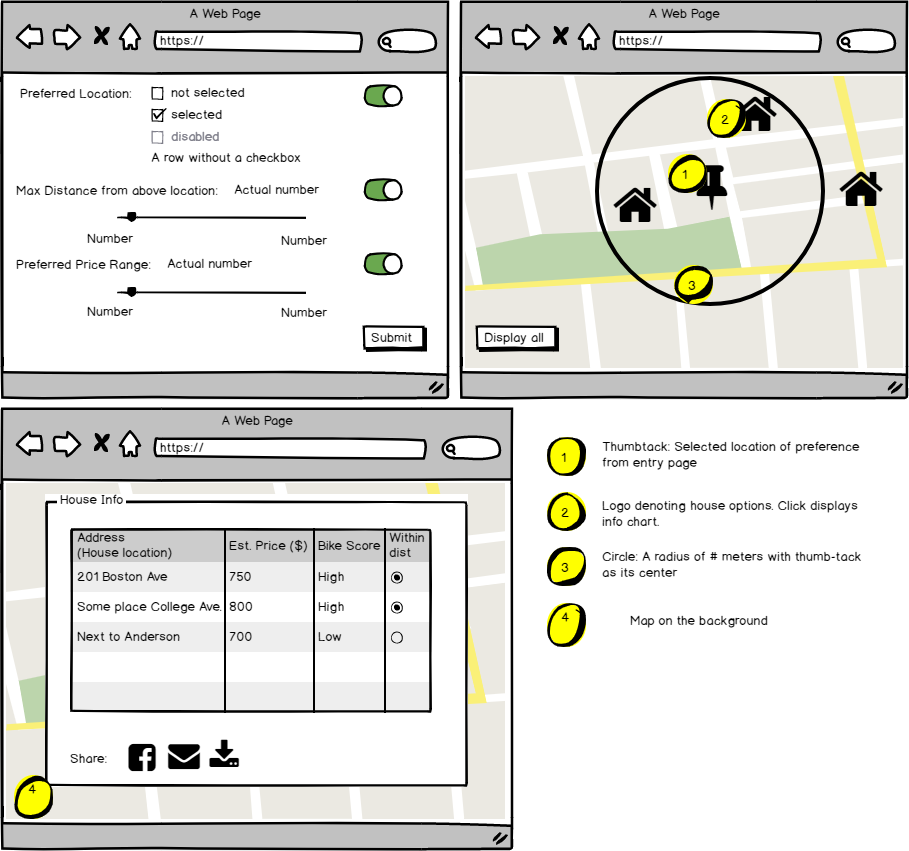 A Web Page
https://
Preferred Location:
not selected
selected
disabled
A row without a checkbox
Max Distance from above location: Actual number
Number Number
Preferred Price Range: Actual number
Number Number
Submit
A Web Page
https://
2
1
3
Display all
A Web Page
https://
House Info
Address
(House location)
Est. Price ($)
Bike Score
Within
dist
201 Boston Ave 750 High
Some place College Ave. 800 High
Next to Anderson 700 Low
Share:
4
1 Thumbtack: Selected location of preference
from entry page
2 Logo denoting house options. Click displays
info chart.
3 Circle: A radius of # meters with thumb-tack
as its center
4 Map on the background